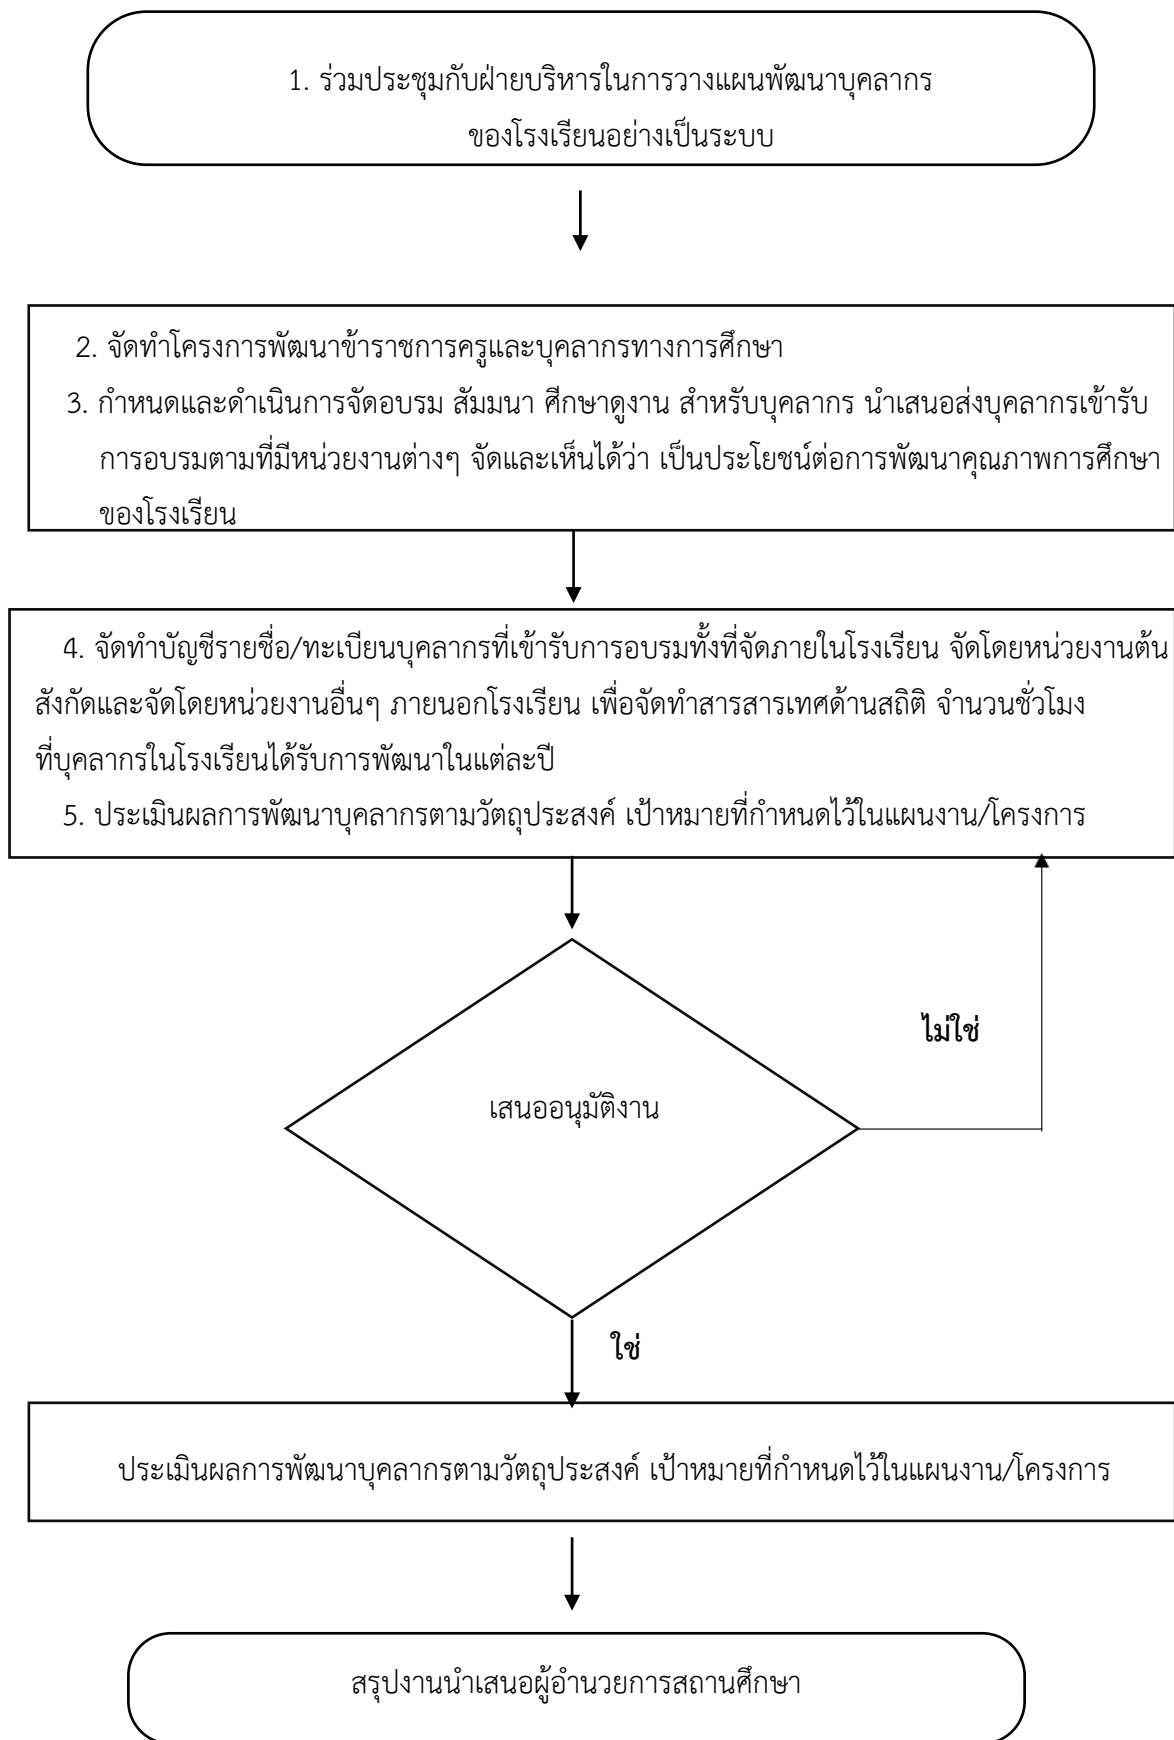 1. ร่วมประชุมกับฝ่ายบริหารในการวางแผนพัฒนาบุคลากร
ของโรงเรียนอย่างเป็นระบบ
2. จัดทำโครงการพัฒนาข้าราชการครูและบุคลากรทางการศึกษา
3. กำหนดและดำเนินการจัดอบรม สัมมนา ศึกษาดูงาน สำหรับบุคลากร นำเสนอส่งบุคลากรเข้ารับ
การอบรมตามที่มีหน่วยงานต่างๆ จัดและเห็นได้ว่า เป็นประโยชน์ต่อการพัฒนาคุณภาพการศึกษา
ของโรงเรียน
4. จัดทำบัญชีรายชื่อ/ทะเบียนบุคลากรที่เข้ารับการอบรมทั้งที่จัดภายในโรงเรียน จัดโดยหน่วยงานต้น
สังกัดและจัดโดยหน่วยงานอื่นๆ ภายนอกโรงเรียน เพื่อจัดทำสารสารเทศด้านสถิติ จำนวนชั่วโมง
ที่บุคลากรในโรงเรียนได้รับการพัฒนาในแต่ละปี
5. ประเมินผลการพัฒนาบุคลากรตามวัตถุประสงค์ เป้าหมายที่กำหนดไว้ในแผนงาน/โครงการ
ไม่ใช่
เสนออนุมัติงาน
ใช่
ประเมินผลการพัฒนาบุคลากรตามวัตถุประสงค์ เป้าหมายที่กำหนดไว้ในแผนงาน/โครงการ
สรุปงานนำเสนอผู้อำนวยการสถานศึกษา